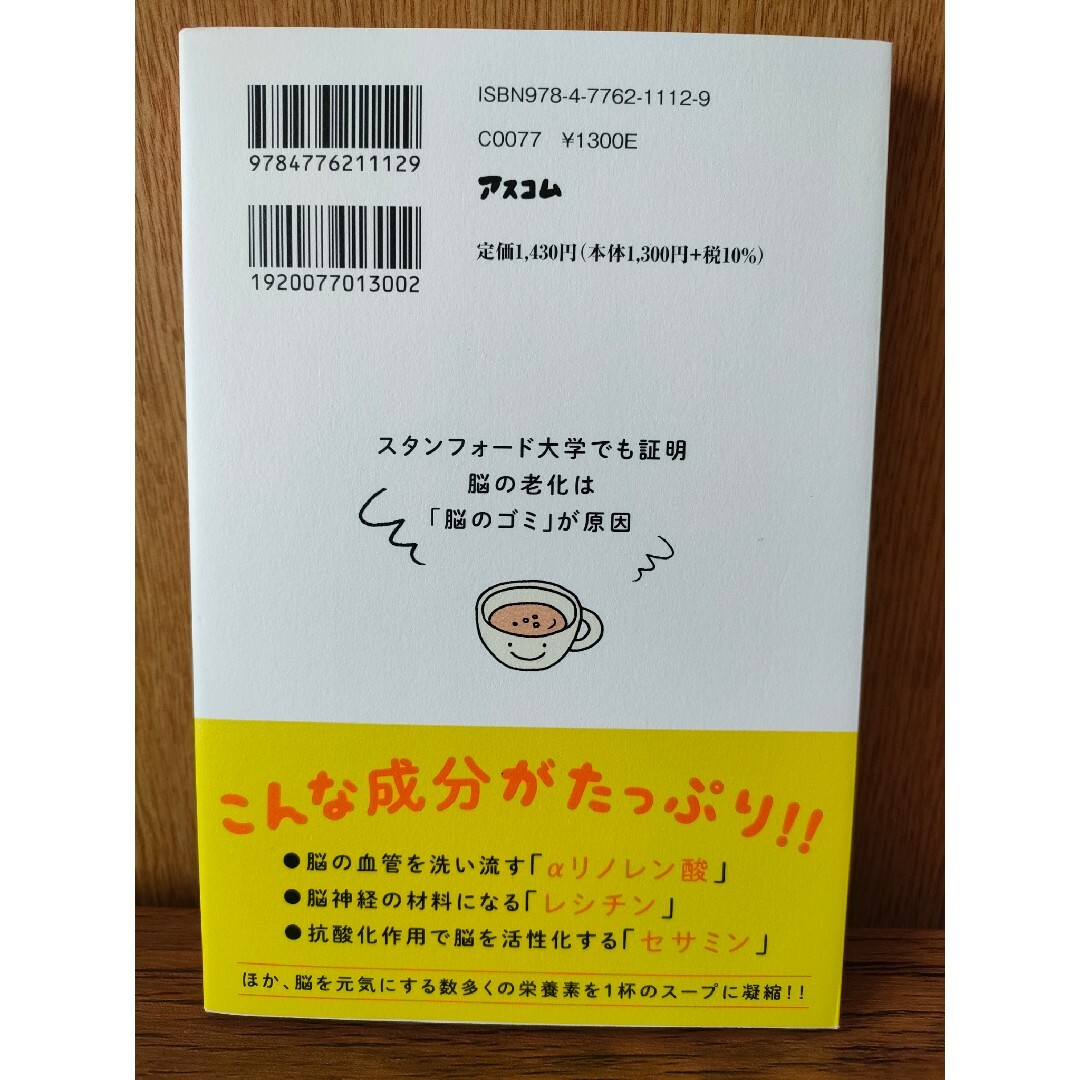 ISBN978-4-7762-1112-9
9784776211129
C0077 ¥1300E
アスコム
定価1,430円(本体1,300円+税10%)
1920077013002
スタンフォード大学でも証明
脳の老化は
「脳のゴミ」が原因
こんな成分がたっぷり!!
●脳の血管を洗い流す「αリノレン酸」
●脳神経の材料になる「レシチン」
●抗酸化作用で脳を活性化する「セサミン」
ほか、脳を元気にする数多くの栄養素を1杯のスープに凝縮!!